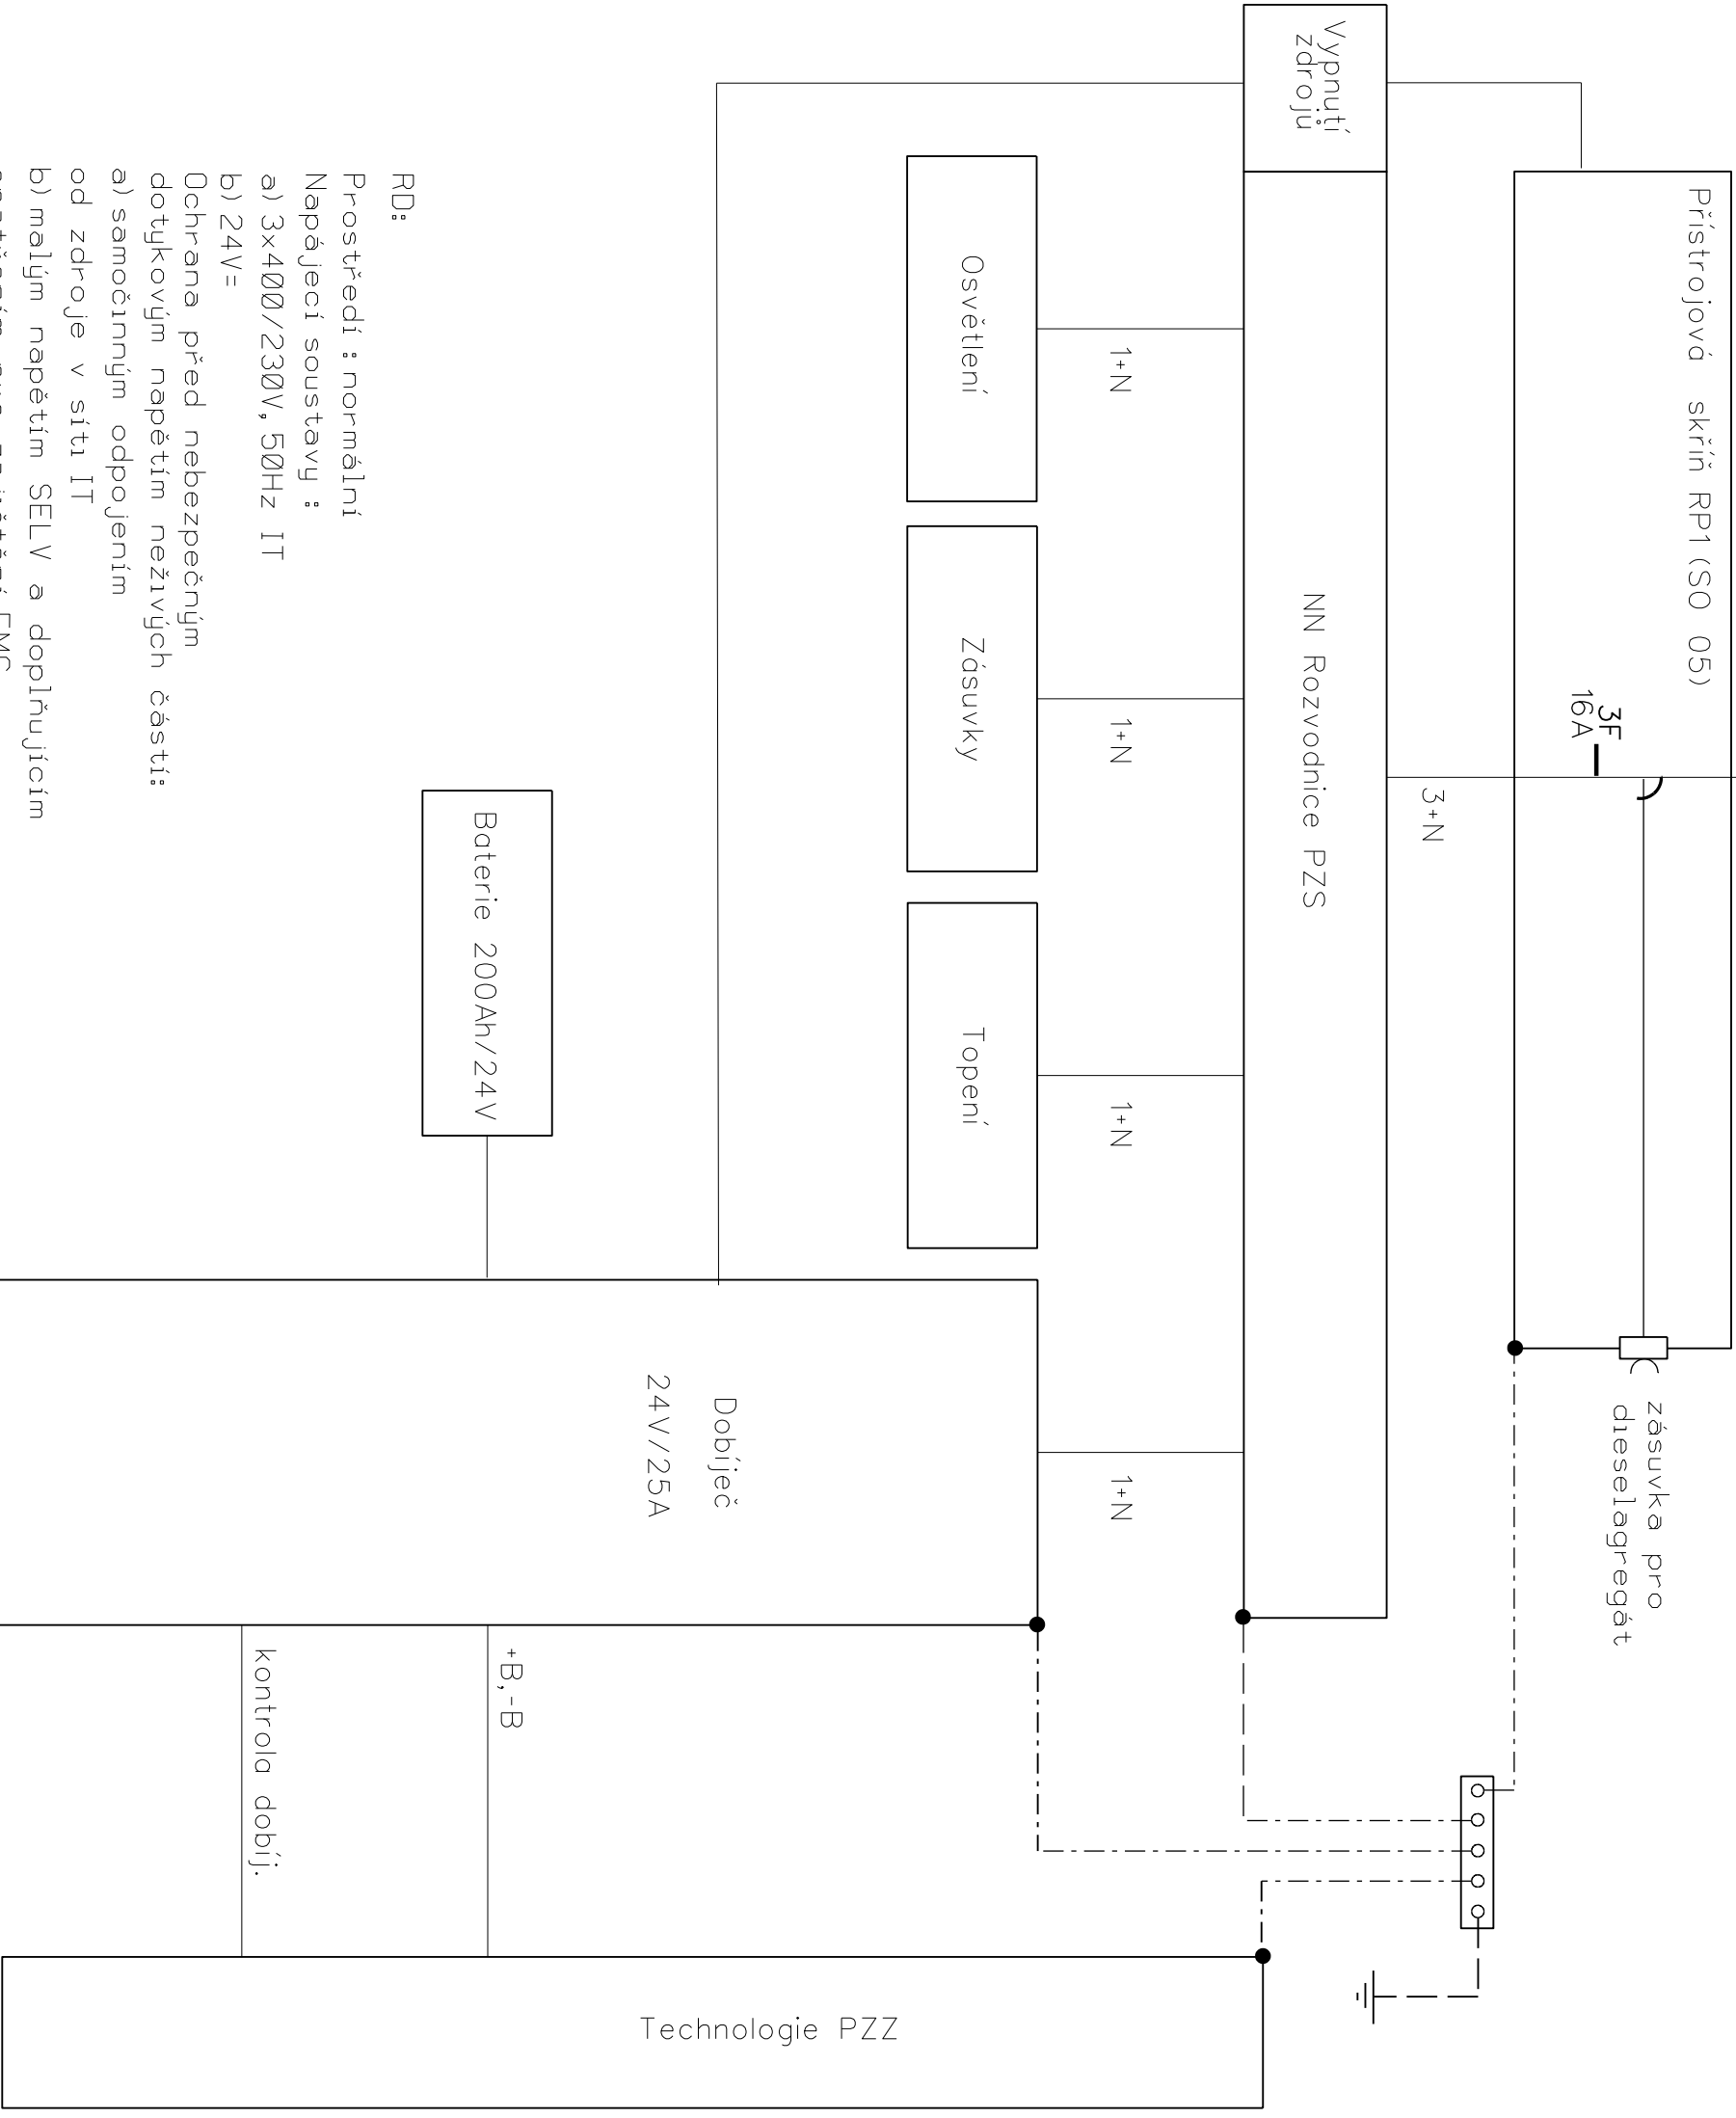 Přístrojová skříň RP1(SO 05)
3F
16A
zásuvka pro
dieselagregát
Vypnutí
zdrojů
NN Rozvodnice PZS
3+N
1+N
1+N
1+N
1+N
Osvětlení
Zásuvky
Topení
Dobíječ
24V/25A
Baterie 200Ah/24V
+B,-B
kontrola dobíj.
Technologie PZZ
RD:
Prostředí :normální
Napájecí soustavy :
a) 3x400/230V,50Hz IT
b)24V=
Ochrana před nebezpečným
dotykovým napětím neživých částí:
a)samočinným odpojením
od zdroje v síti IT
b)malým napětím SELV a doplňujícím